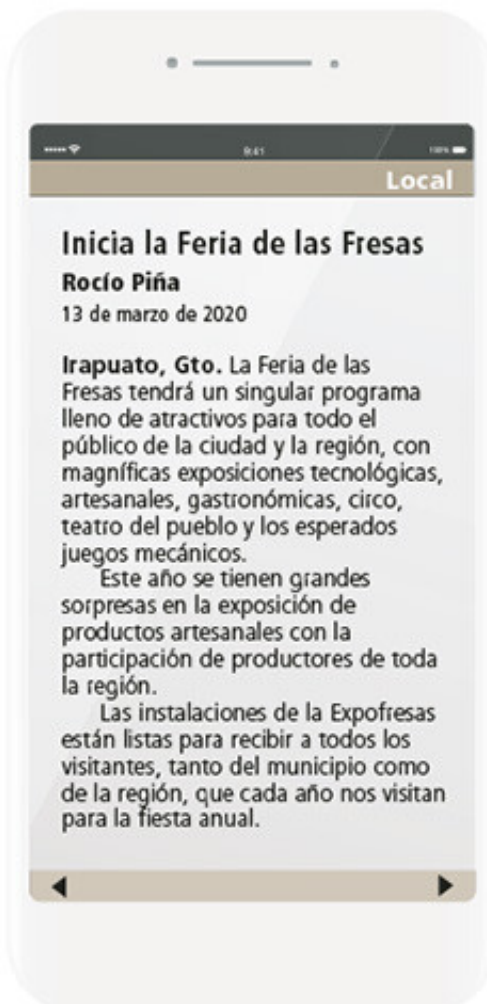 9:41
100%
Local
Inicia la Feria de las Fresas
Rocío Piña
13 de marzo de 2020
Irapuato, Gto. La Feria de las
Fresas tendrá un singular programa
lleno de atractivos para todo el
público de la ciudad y la región, con
magníficas exposiciones tecnológicas,
artesanales, gastronómicas, circo,
teatro del pueblo y los esperados
juegos mecánicos.
Este año se tienen grandes
sorpresas en la exposición de
productos artesanales con la
participación de productores de toda
la región.
Las instalaciones de la Expofresas
están listas para recibir a todos los
visitantes, tanto del municipio como
de la región, que cada año nos visitan
para la fiesta anual.